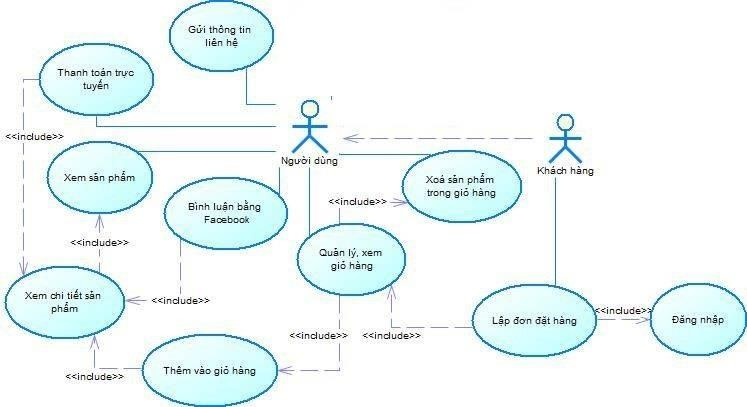 Gửi thông tin
liên hệ
Thanh toán trực
tuyến
<<include>>
Người dùng
Khách hàng
Xem sản phẩm
Bình luận bằng
Facebook
<<include>>
Xoá sản phẩm
trong giỏ hàng
<<include>>
Quản lý, xem
giỏ hàng
Xem chi tiết sản
phẩm
<<include>>
<<include>>
<<include>>
Lập đơn đặt hàng
<<include>>
Đăng nhập
<<include>>
Thêm vào giỏ hàng